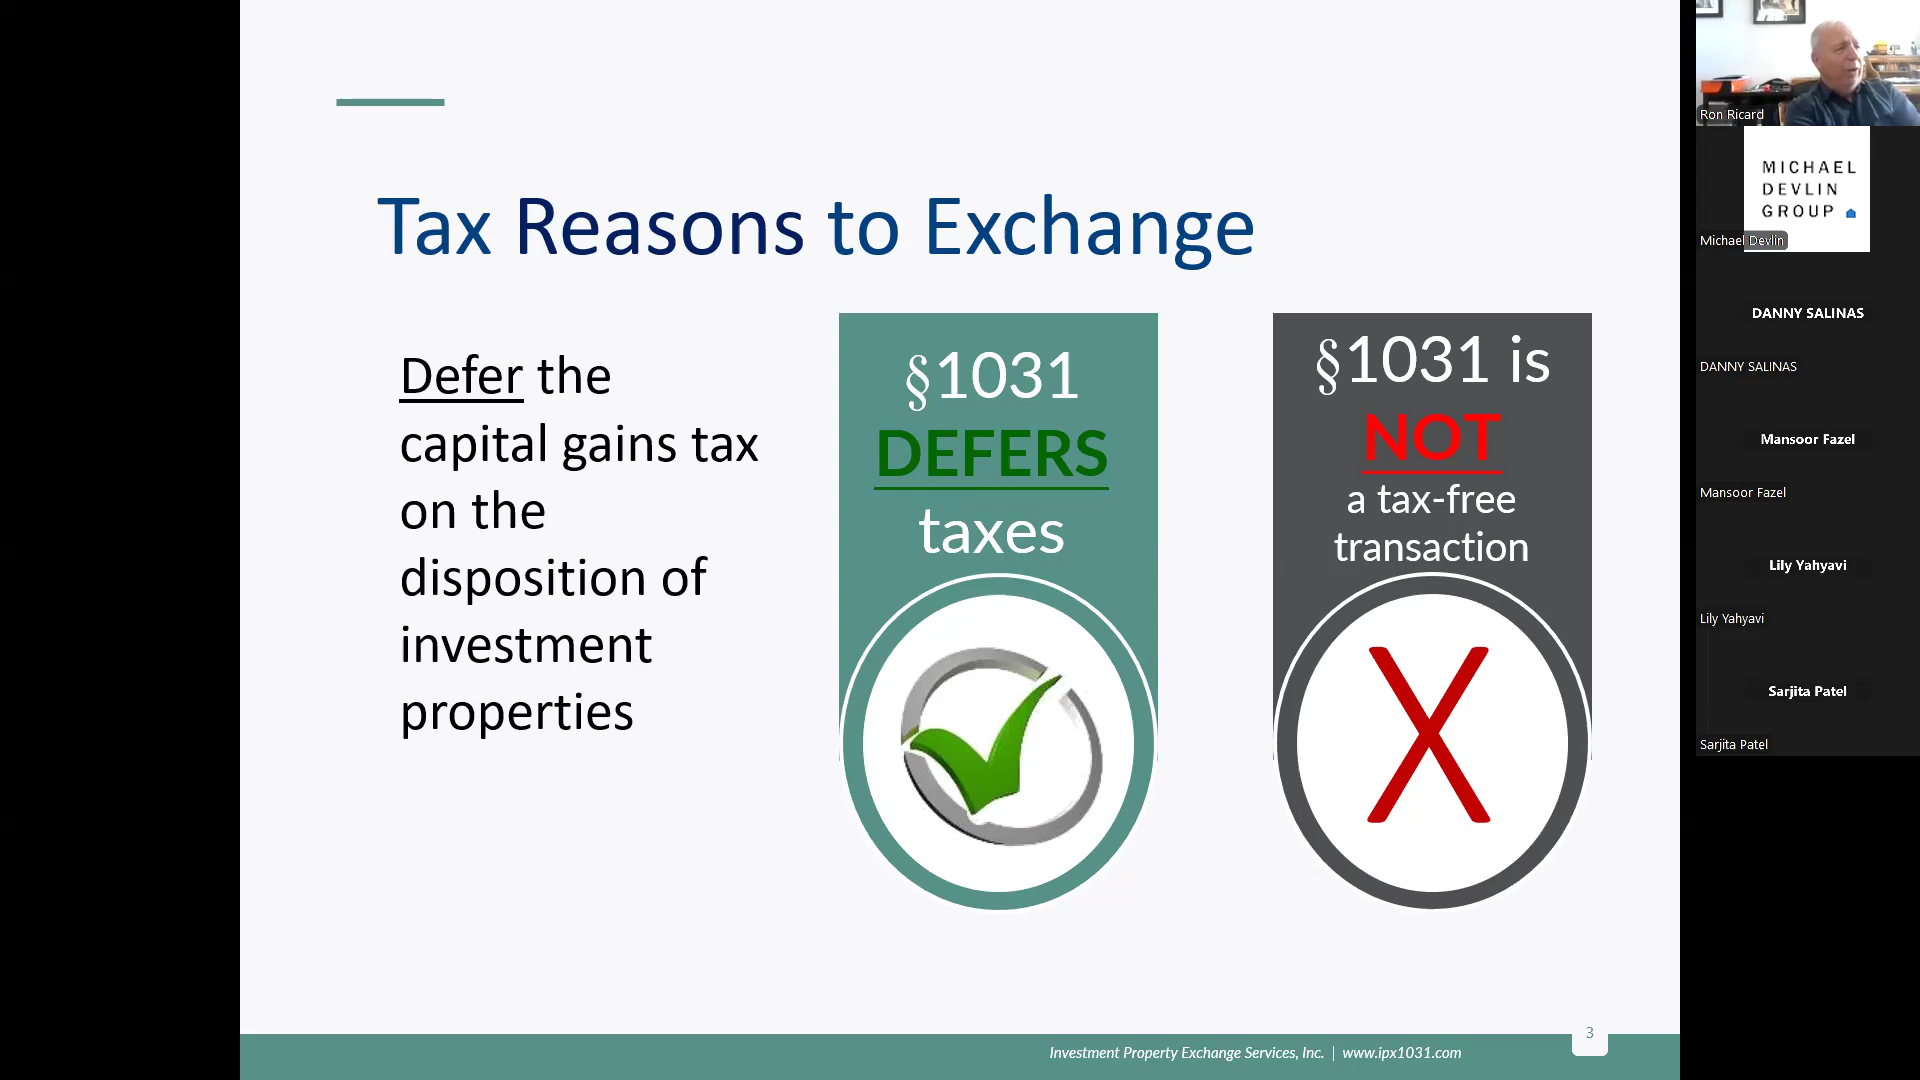 Tax Reasons to Exchange
Defer the
capital gains tax
on the
disposition of
investment
properties
§1031
DEFERS
taxes
§1031 is
NOT
a tax-free
transaction
Investment Property Exchange Services, Inc. | www.ipx1031.com
3
Ron Ricard
MICHAEL
DEVLIN
GROUP
Michael Devlin
DANNY SALINAS
DANNY SALINAS
Mansoor Fazel
Mansoor Fazel
Lily Yahyavi
Lily Yahyavi
Sarjita Patel
Sarjita Patel